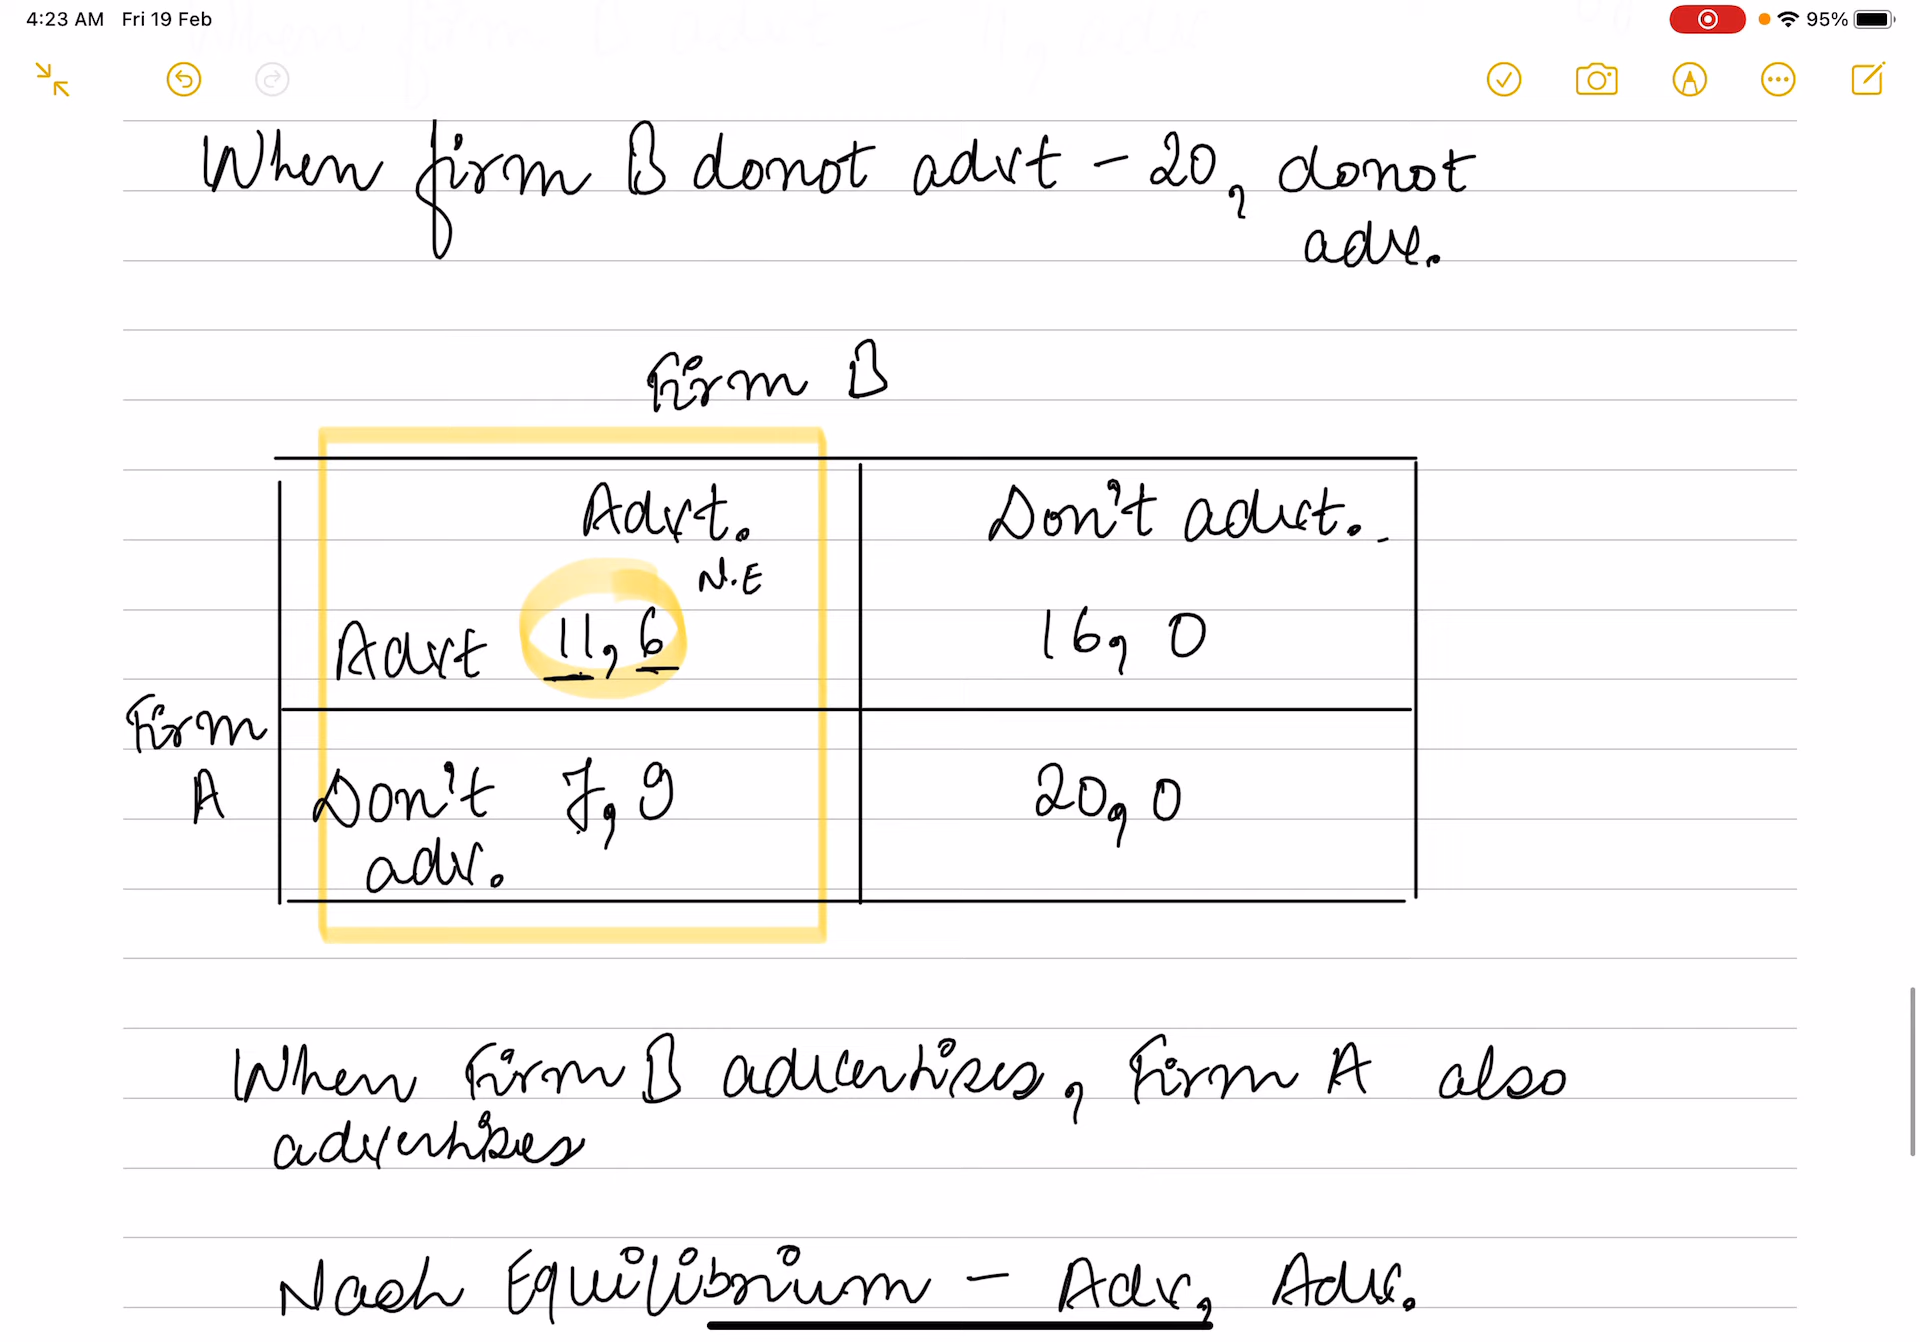 4:23 AM Fri 19 Feb
95%
When firm B donot advt - 20, donot
adv.
Firm B
Advt. Don't advt.
N.E
Advt 11, 6 16, 0
Firm
A
Don't 7, 9 20, 0
adv.
When Firm B advertises, Firm A also
advertises
Nash Equilibrium - Adv, Adv.